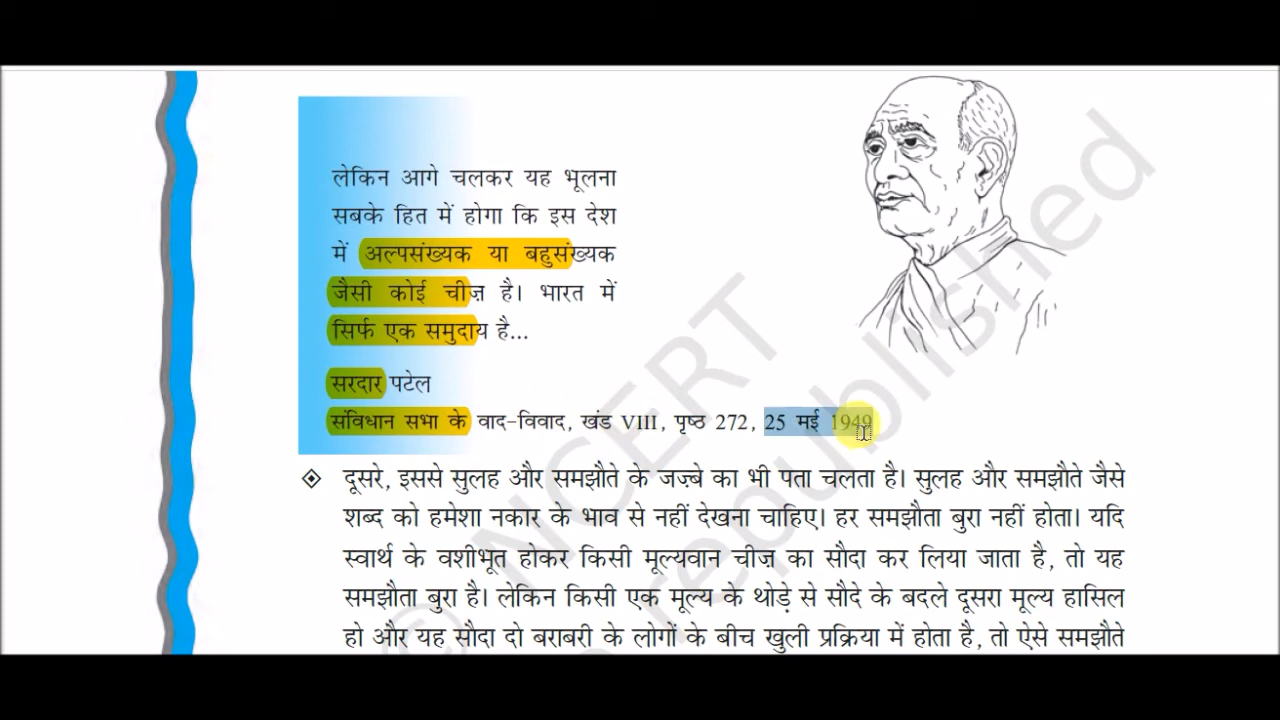 लेकिन आगे चलकर यह भूलना
सबके हित में होगा कि इस देश
में अल्पसंख्यक या बहुसंख्यक
जैसी कोई चीज़ है। भारत में
सिर्फ एक समुदाय है...
सरदार पटेल
संविधान सभा के वाद-विवाद, खंड VIII, पृष्ठ 272, 25 मई 1949
दूसरे, इससे सुलह और समझौते के जज़्बे का भी पता चलता है। सुलह और समझौते जैसे
शब्द को हमेशा नकार के भाव से नहीं देखना चाहिए। हर समझौता बुरा नहीं होता। यदि
स्वार्थ के वशीभूत होकर किसी मूल्यवान चीज़ का सौदा कर लिया जाता है, तो यह
समझौता बुरा है। लेकिन किसी एक मूल्य के थोड़े से सौदे के बदले दूसरा मूल्य हासिल
हो और यह सौदा दो बराबरी के लोगों के बीच खुली प्रक्रिया में होता है, तो ऐसे समझौते
© NCERT
republished